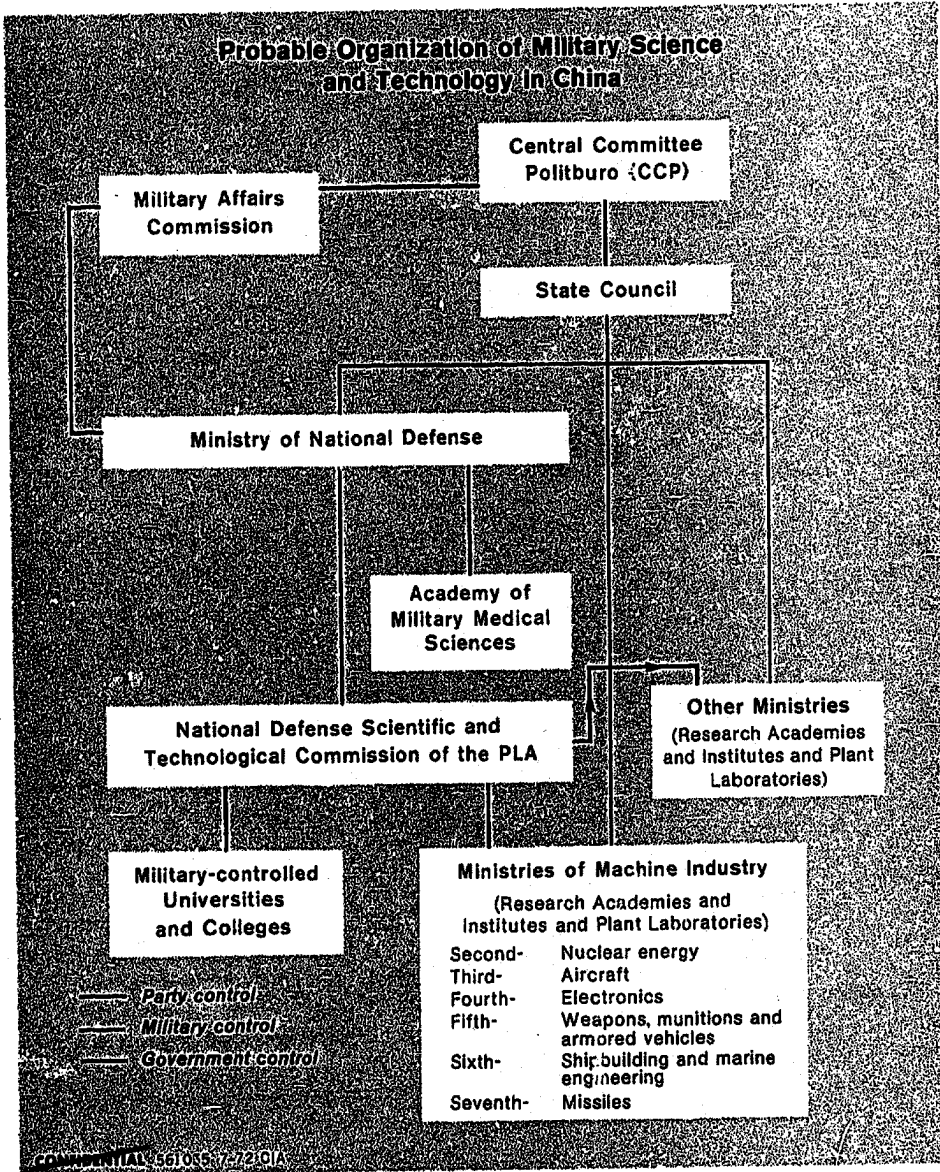 Probable Organization of Military Science
and Technology in China
Central Committee
Politburo (CCP)
Military Affairs
Commission
State Council
Ministry of National Defense
Academy of
Military Medical
Sciences
National Defense Scientific and
Technological Commission of the PLA
Other Ministries
(Research Academies
and Institutes and Plant
Laboratories)
Military-controlled
Universities
and Colleges
Ministries of Machine Industry
(Research Academies and
Institutes and Plant Laboratories)
Second- Nuclear energy
Third- Aircraft
Fourth- Electronics
Fifth- Weapons, munitions and
armored vehicles
Sixth- Shipbuilding and marine
engineering
Seventh- Missiles
Party control
Military control
Government control
CONFIDENTIAL 561035 7-72 CIA